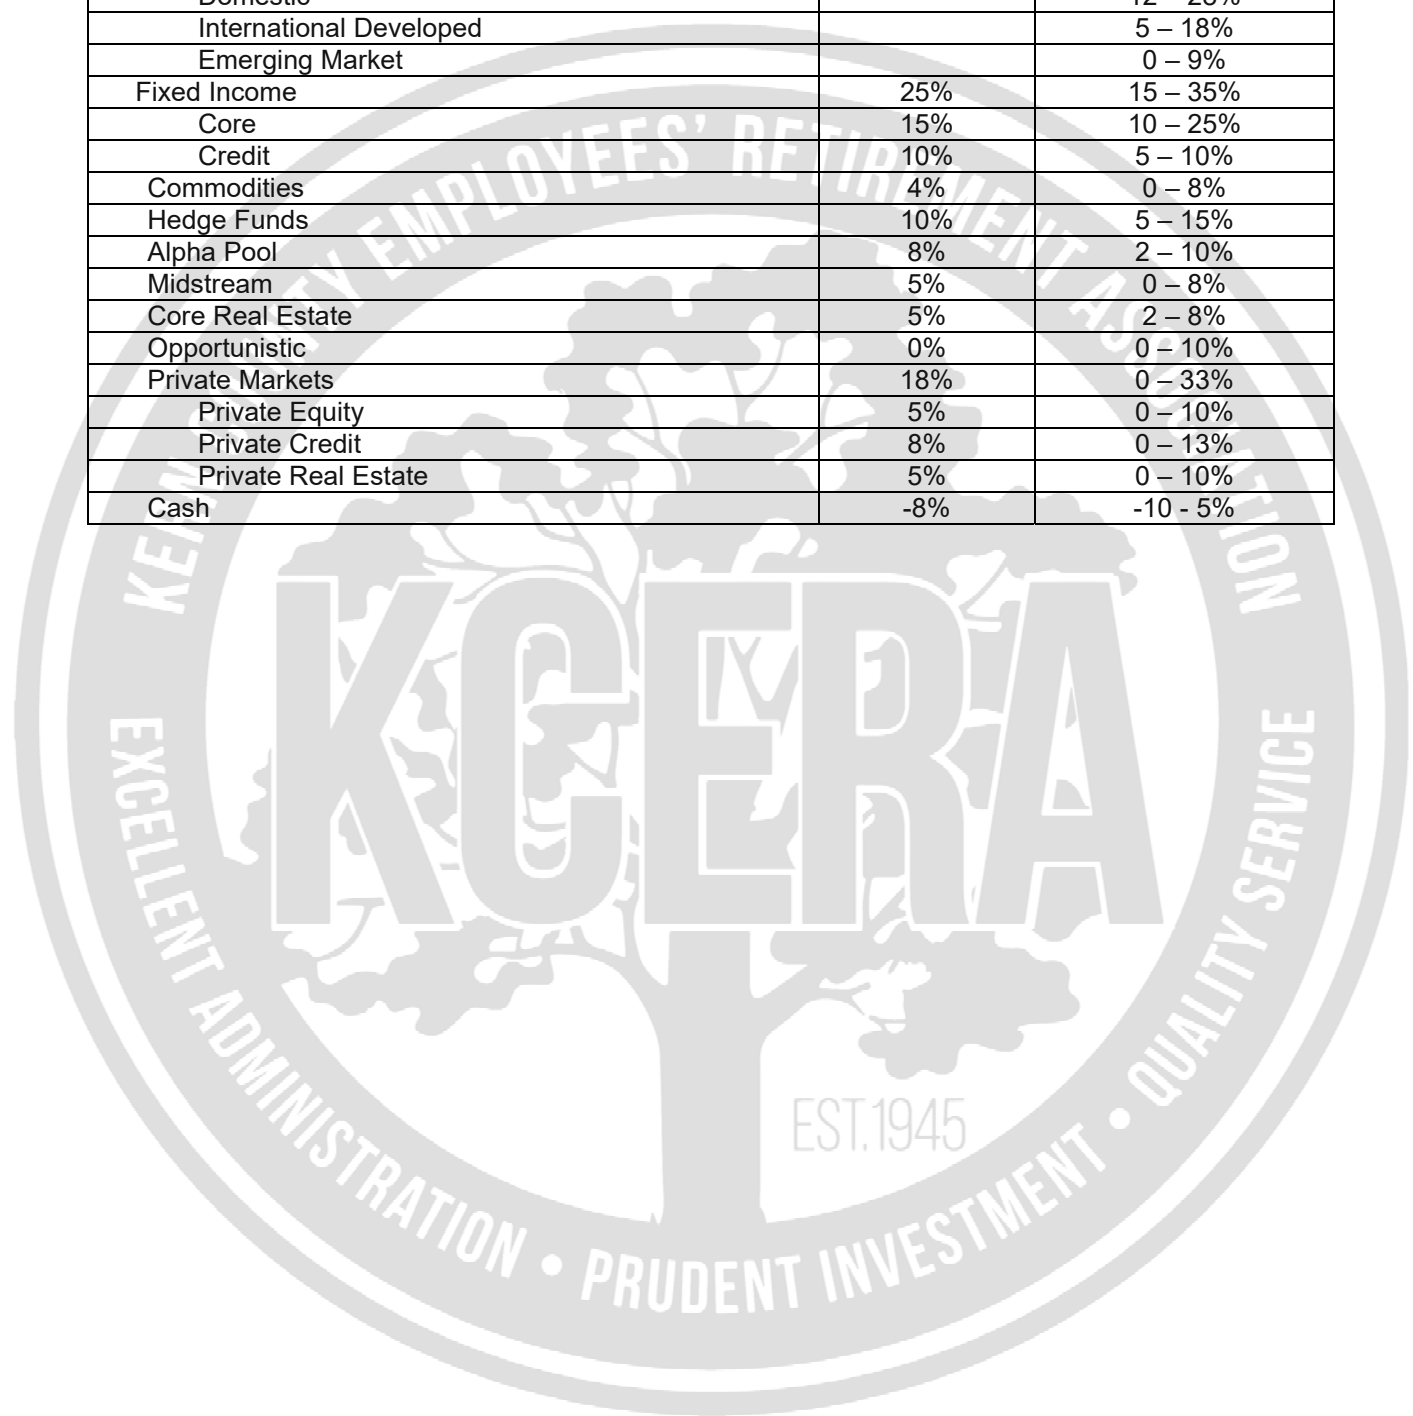 International Developed 5 – 18%
Emerging Market 0 – 9%
Fixed Income 25% 15 – 35%
Core 15% 10 – 25%
Credit 10% 5 – 10%
Commodities 4% 0 – 8%
Hedge Funds 10% 5 – 15%
Alpha Pool 8% 2 – 10%
Midstream 5% 0 – 8%
Core Real Estate 5% 2 – 8%
Opportunistic 0% 0 – 10%
Private Markets 18% 0 – 33%
Private Equity 5% 0 – 10%
Private Credit 8% 0 – 13%
Private Real Estate 5% 0 – 10%
Cash -8% -10 - 5%
KERN COUNTY EMPLOYEES’ RETIREMENT ASSOCIATION
KCERA
EST.1945
EXCELLENT ADMINISTRATION • PRUDENT INVESTMENT • QUALITY SERVICE